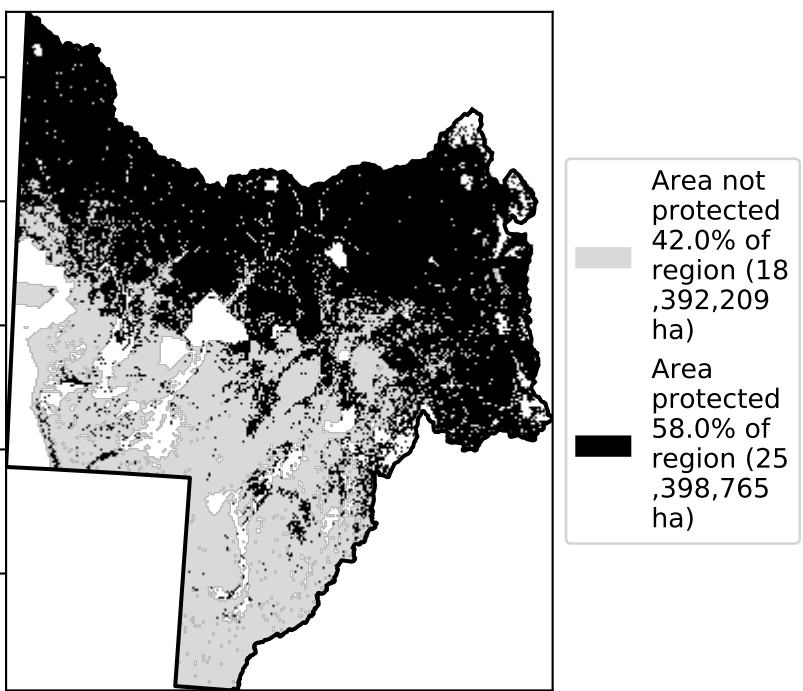 Area not
protected
42.0% of
region (18
,392,209
ha)
Area
protected
58.0% of
region (25
,398,765
ha)